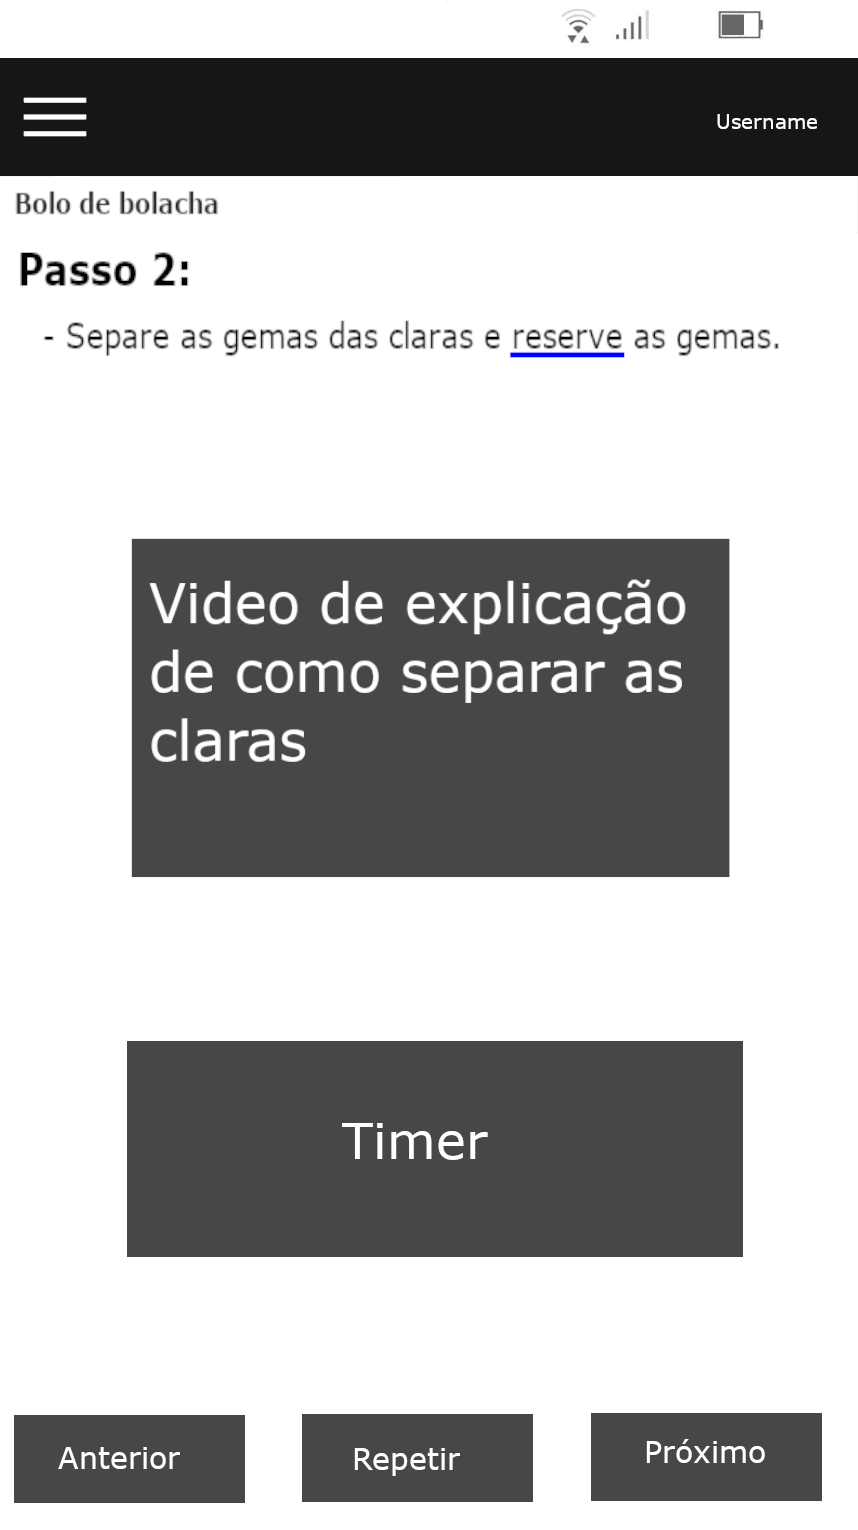 Username
Bolo de bolacha
Passo 2:
- Separe as gemas das claras e reserve as gemas.
Video de explicação
de como separar as
claras
Timer
Anterior
Repetir
Próximo